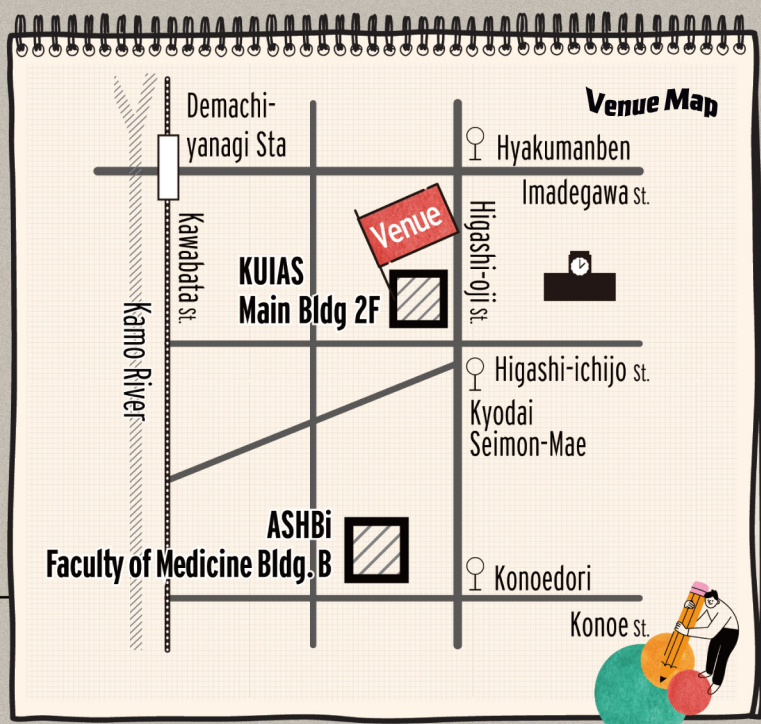 Venue Map
Demachi-
yanagi Sta
Hyakumanben
Imadegawa St.
Venue
Kawabata St.
Higashi-oji St.
KUIAS
Main Bldg 2F
Kamo River
Higashi-ichijo St.
Kyodai
Seimon-Mae
ASHBi
Faculty of Medicine Bldg. B
Konoedori
Konoe St.